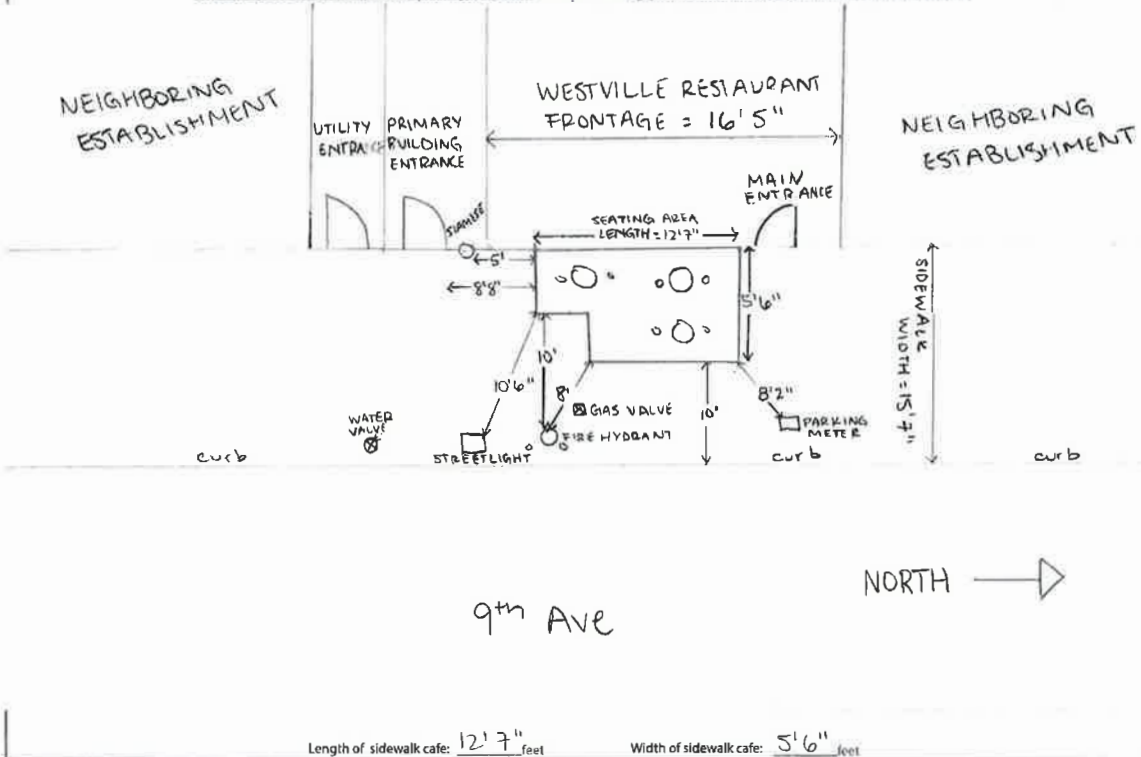 NEIGHBORING
ESTABLISHMENT
UTILITY
ENTRANCE
PRIMARY
BUILDING
ENTRANCE
WESTVILLE RESTAURANT
FRONTAGE = 16'5"
NEIGHBORING
ESTABLISHMENT
MAIN
ENTRANCE
SIAMESE
SEATING AREA
LENGTH = 12'7"
5'
8'8"
5'6"
SIDEWALK
WIDTH = 15'7"
10'
10'6"
8'
8'2"
GAS VALVE
10'
PARKING
METER
WATER
VALVE
FIRE HYDRANT
STREETLIGHT
curb
curb
curb
NORTH
9th Ave
Length of sidewalk cafe: 12'7" feet
Width of sidewalk cafe: 5'6" feet